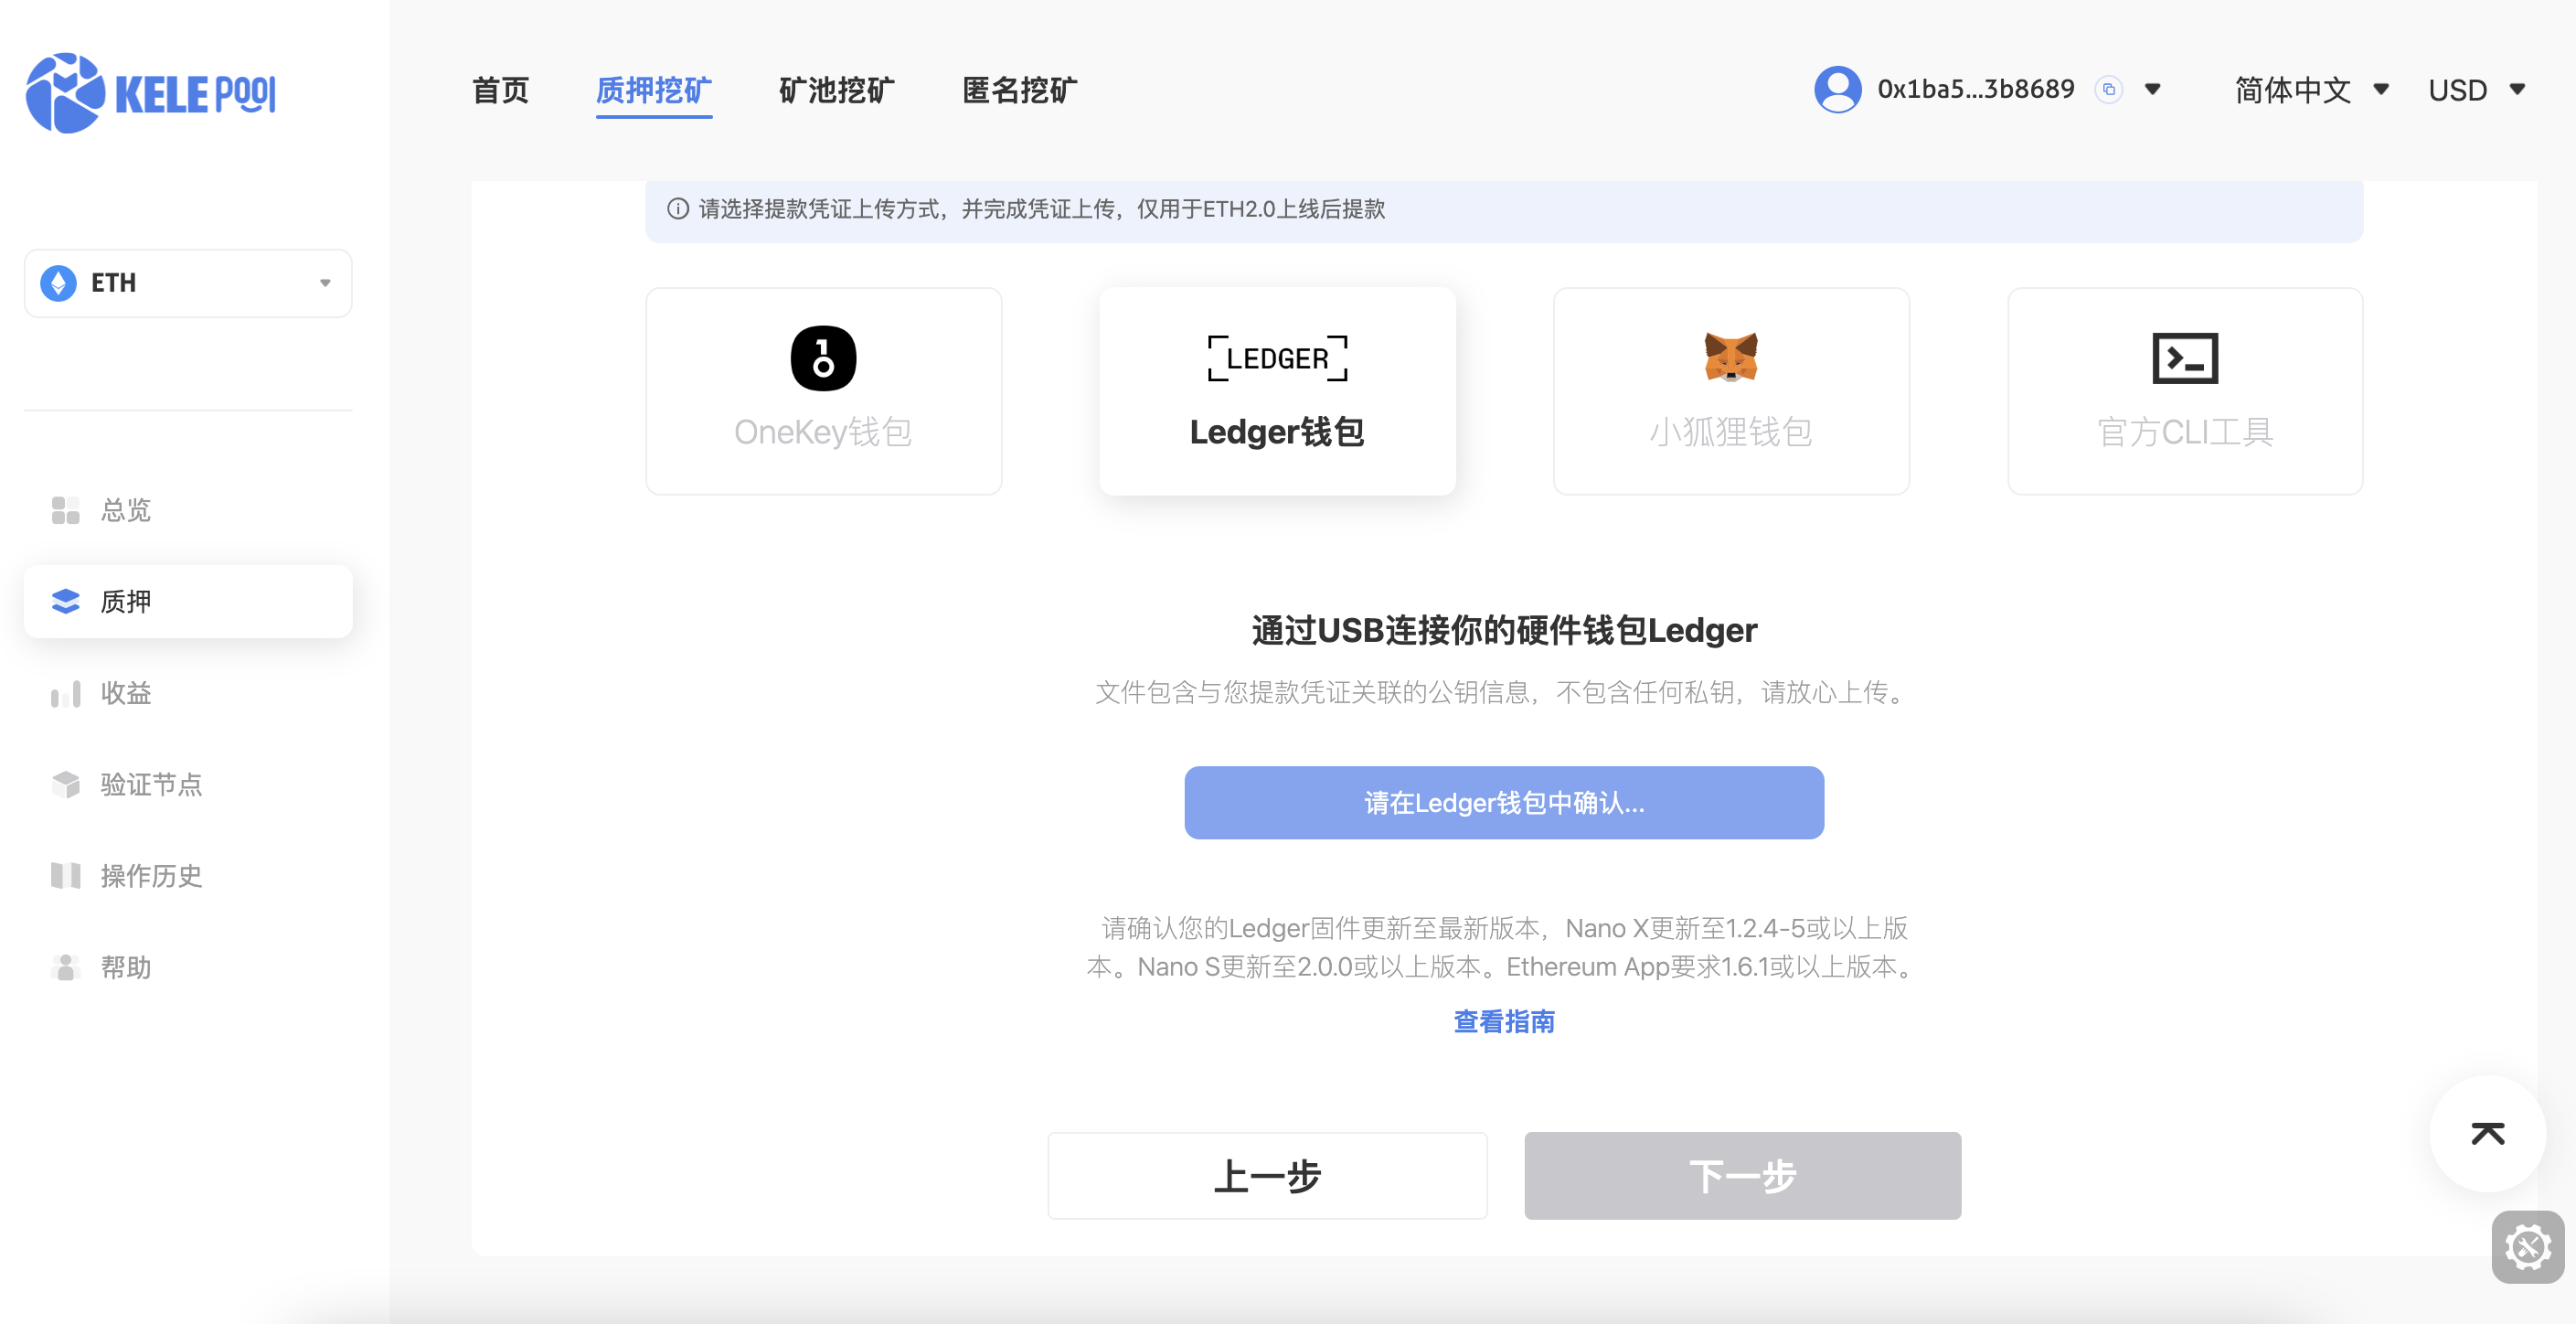 KELE POOL
首页
质押挖矿
矿池挖矿
匿名挖矿
0x1ba5...3b8689
简体中文
USD
ETH
总览
质押
收益
验证节点
操作历史
帮助
请选择提款凭证上传方式，并完成凭证上传，仅用于ETH2.0上线后提款
OneKey钱包
LEDGER
Ledger钱包
小狐狸钱包
官方CLI工具
通过USB连接你的硬件钱包Ledger
文件包含与您提款凭证关联的公钥信息，不包含任何私钥，请放心上传。
请在Ledger钱包中确认...
请确认您的Ledger固件更新至最新版本，Nano X更新至1.2.4-5或以上版
本。Nano S更新至2.0.0或以上版本。Ethereum App要求1.6.1或以上版本。
查看指南
上一步
下一步